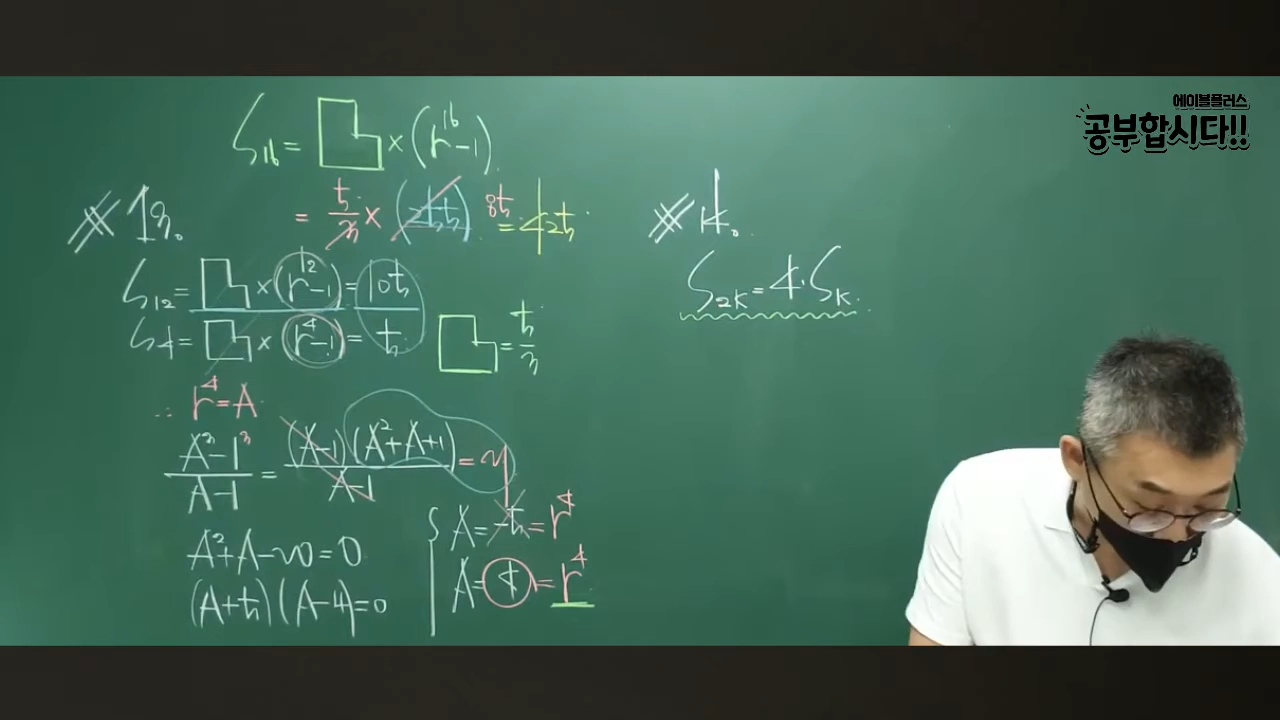 에이블플러스
공부합시다!!
S₁₆ = × (r¹⁶-1)
= 5/3 × (255) 85 = 425
13.
S₁₂ = × (r¹²-1) = 105
S₄ = × (r⁴-1) = 5
= 5/3
∴ r⁴=A
A³-1³/A-1 = (A-1)(A²+A+1)/A-1 = 21
A²+A-20=0
(A+5)(A-4)=0
A=-5=r⁴
A=4=r⁴
14.
S₂ₖ=4·Sₖ.